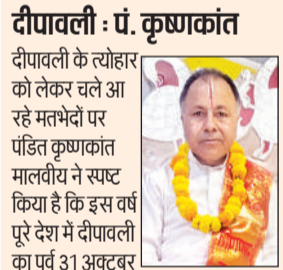 दीपावली : पं. कृष्णकांत
दीपावली के त्योहार
को लेकर चले आ
रहे मतभेदों पर
पंडित कृष्णकांत
मालवीय ने स्पष्ट
किया है कि इस वर्ष
पूरे देश में दीपावली
का पर्व 31 अक्टूबर